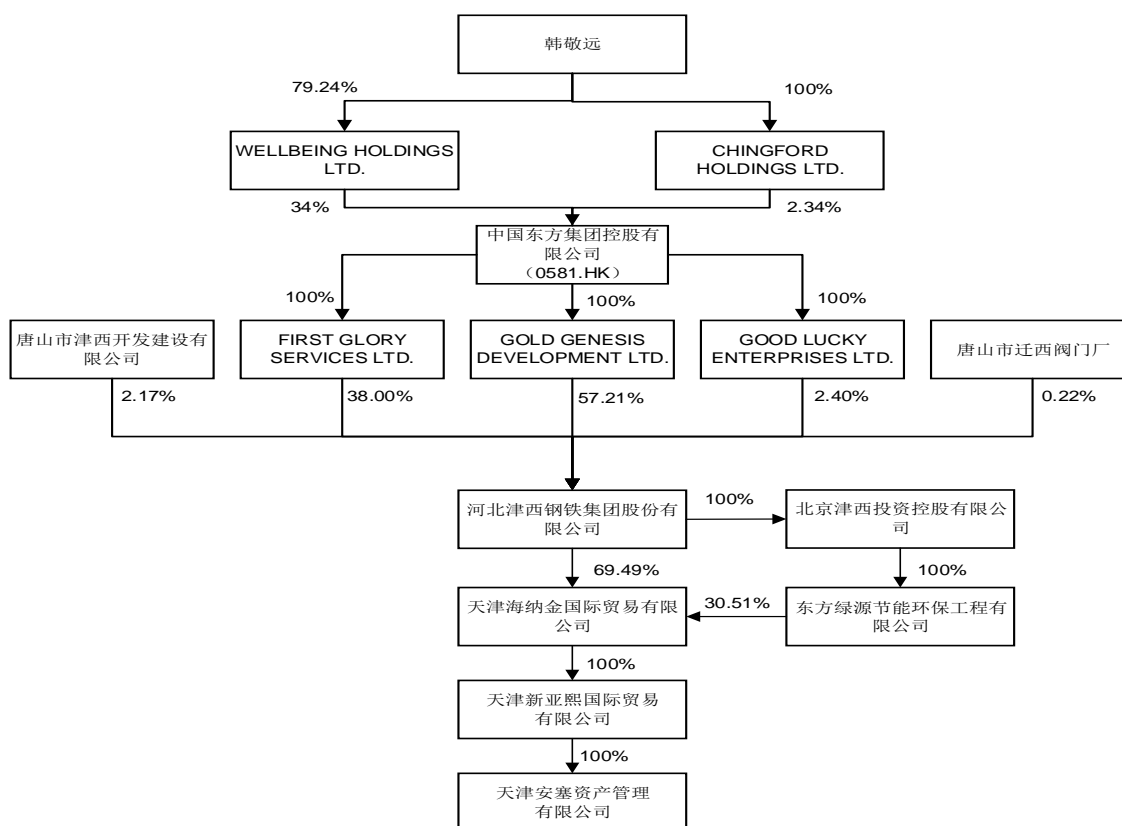 韩敬远
79.24%
100%
WELLBEING HOLDINGS
LTD.
CHINGFORD
HOLDINGS LTD.
34%
2.34%
中国东方集团控股有
限公司
（0581.HK）
100%
100%
100%
唐山市津西开发建设有
限公司
FIRST GLORY
SERVICES LTD.
GOLD GENESIS
DEVELOPMENT LTD.
GOOD LUCKY
ENTERPRISES LTD.
唐山市迁西阀门厂
2.17%
38.00%
57.21%
2.40%
0.22%
河北津西钢铁集团股份有
限公司
100%
北京津西投资控股有限公
司
69.49%
100%
天津海纳金国际贸易有限
公司
30.51%
东方绿源节能环保工程有
限公司
100%
天津新亚熙国际贸易
有限公司
100%
天津安塞资产管理
有限公司